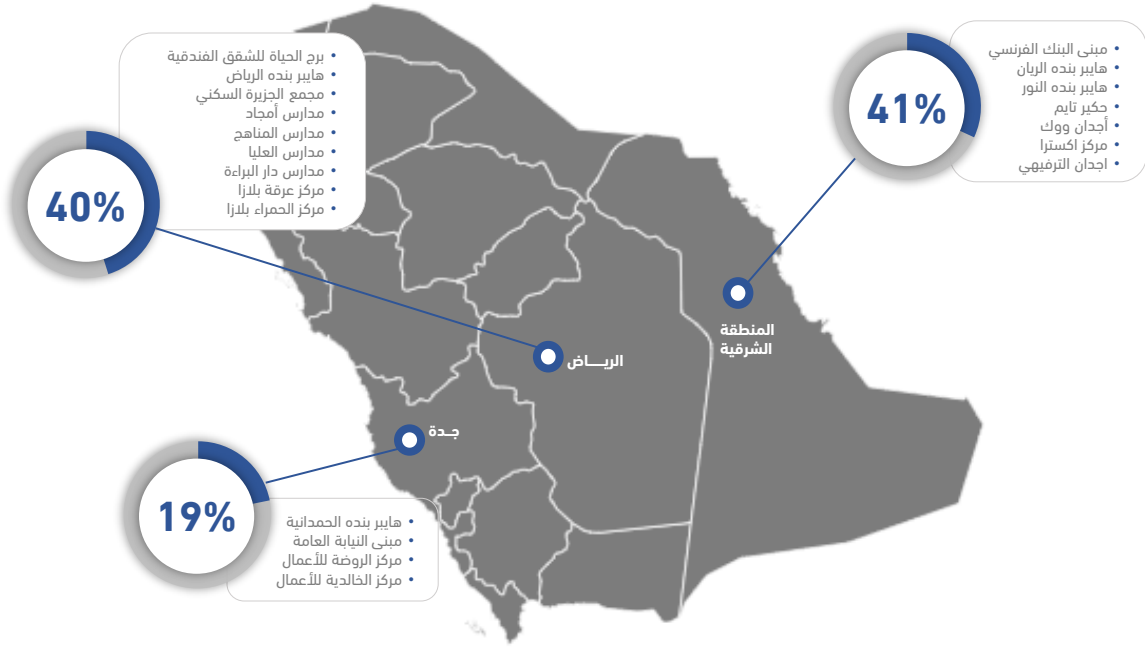 • مبنى البنك الفرنسي
• هايبر بنده الريان
• هايبر بنده النور
• حكير تايم
• أجدان ووك
• مركز اكسترا
• اجدان الترفيهي
41%
• برج الحياة للشقق الفندقية
• هايبر بنده الرياض
• مجمع الجزيرة السكني
• مدارس أمجاد
• مدارس المناهج
• مدارس العليا
• مدارس دار البراءة
• مركز عرقة بلازا
• مركز الحمراء بلازا
40%
المنطقة
الشرقية
الريـــاض
جــدة
• هايبر بنده الحمدانية
• مبنى النيابة العامة
• مركز الروضة للأعمال
• مركز الخالدية للأعمال
19%